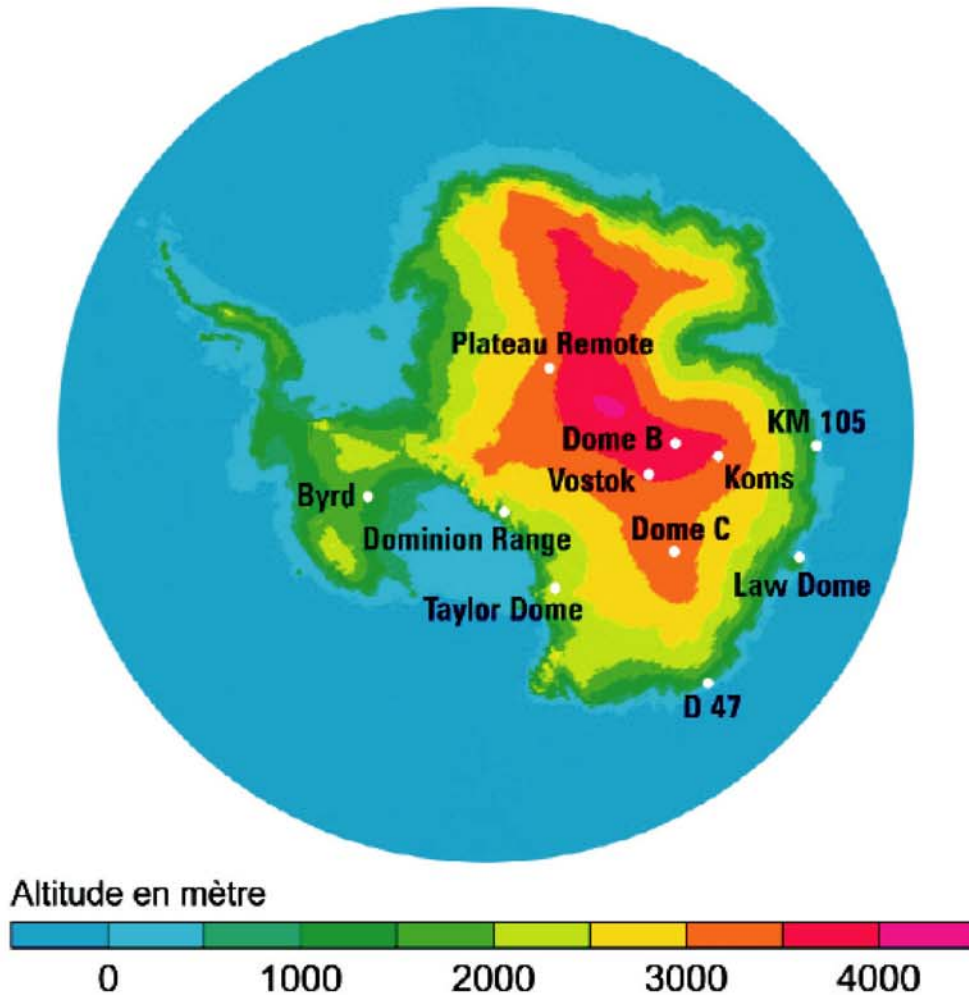 Plateau Remote
KM 105
Dome B
Vostok
Koms
Byrd
Dominion Range
Dome C
Law Dome
Taylor Dome
D 47
Altitude en mètre
0 1000 2000 3000 4000